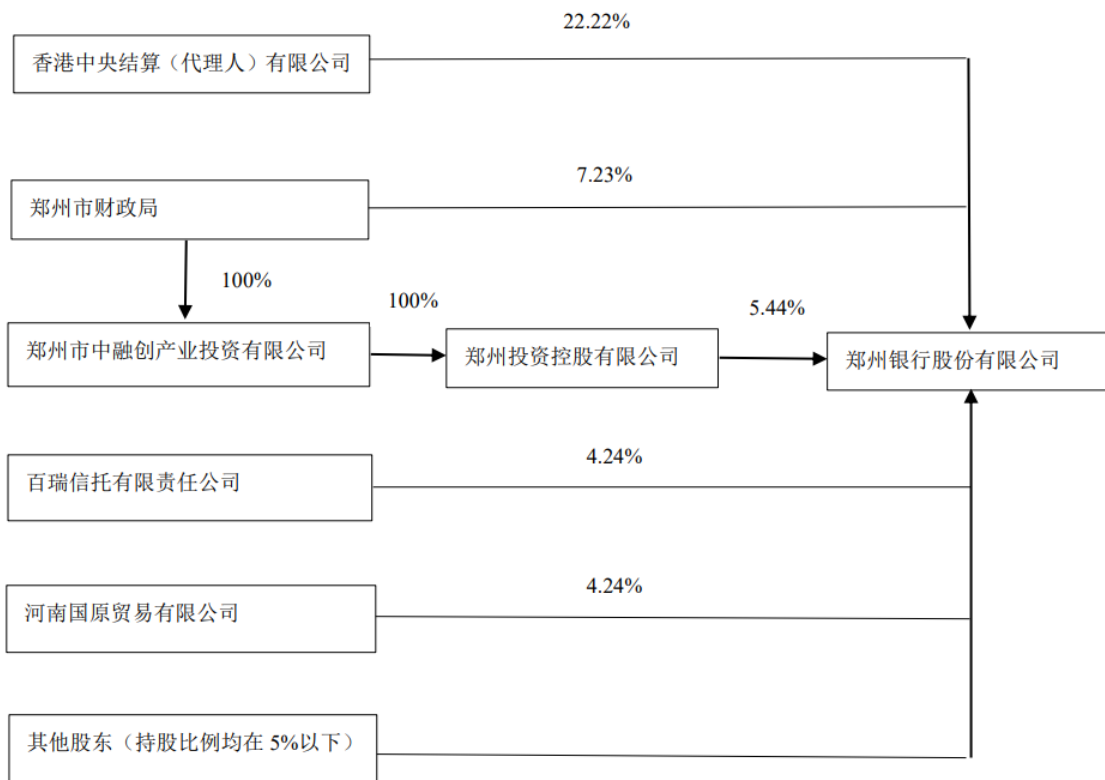 22.22%
香港中央结算（代理人）有限公司
7.23%
郑州市财政局
100%
100%
5.44%
郑州市中融创产业投资有限公司
郑州投资控股有限公司
郑州银行股份有限公司
4.24%
百瑞信托有限责任公司
4.24%
河南国原贸易有限公司
其他股东（持股比例均在 5%以下）